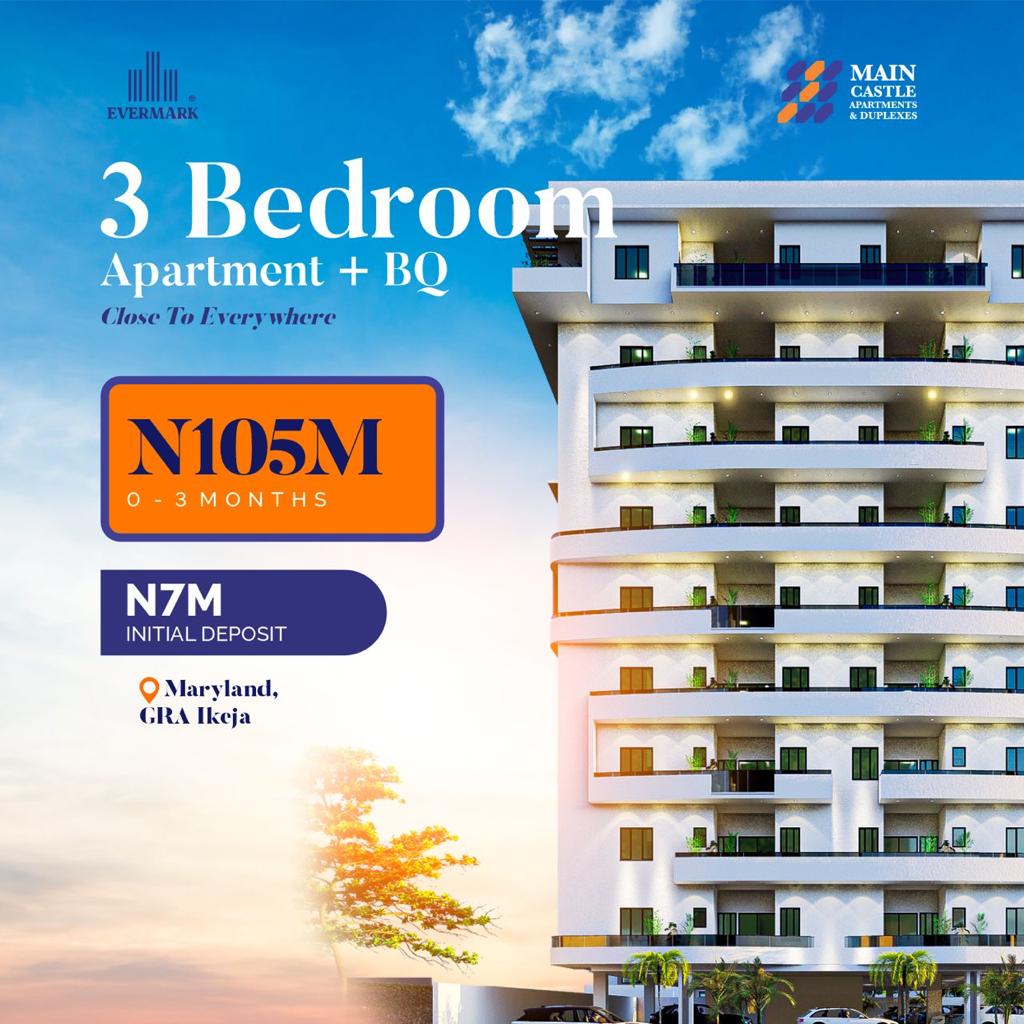 EVERMARK
®
MAIN
CASTLE
APARTMENTS
& DUPLEXES
3 Bedroom
Apartment + BQ
Close To Everywhere
N105M
0 - 3 MONTHS
N7M
INITIAL DEPOSIT
Maryland,
GRA Ikeja